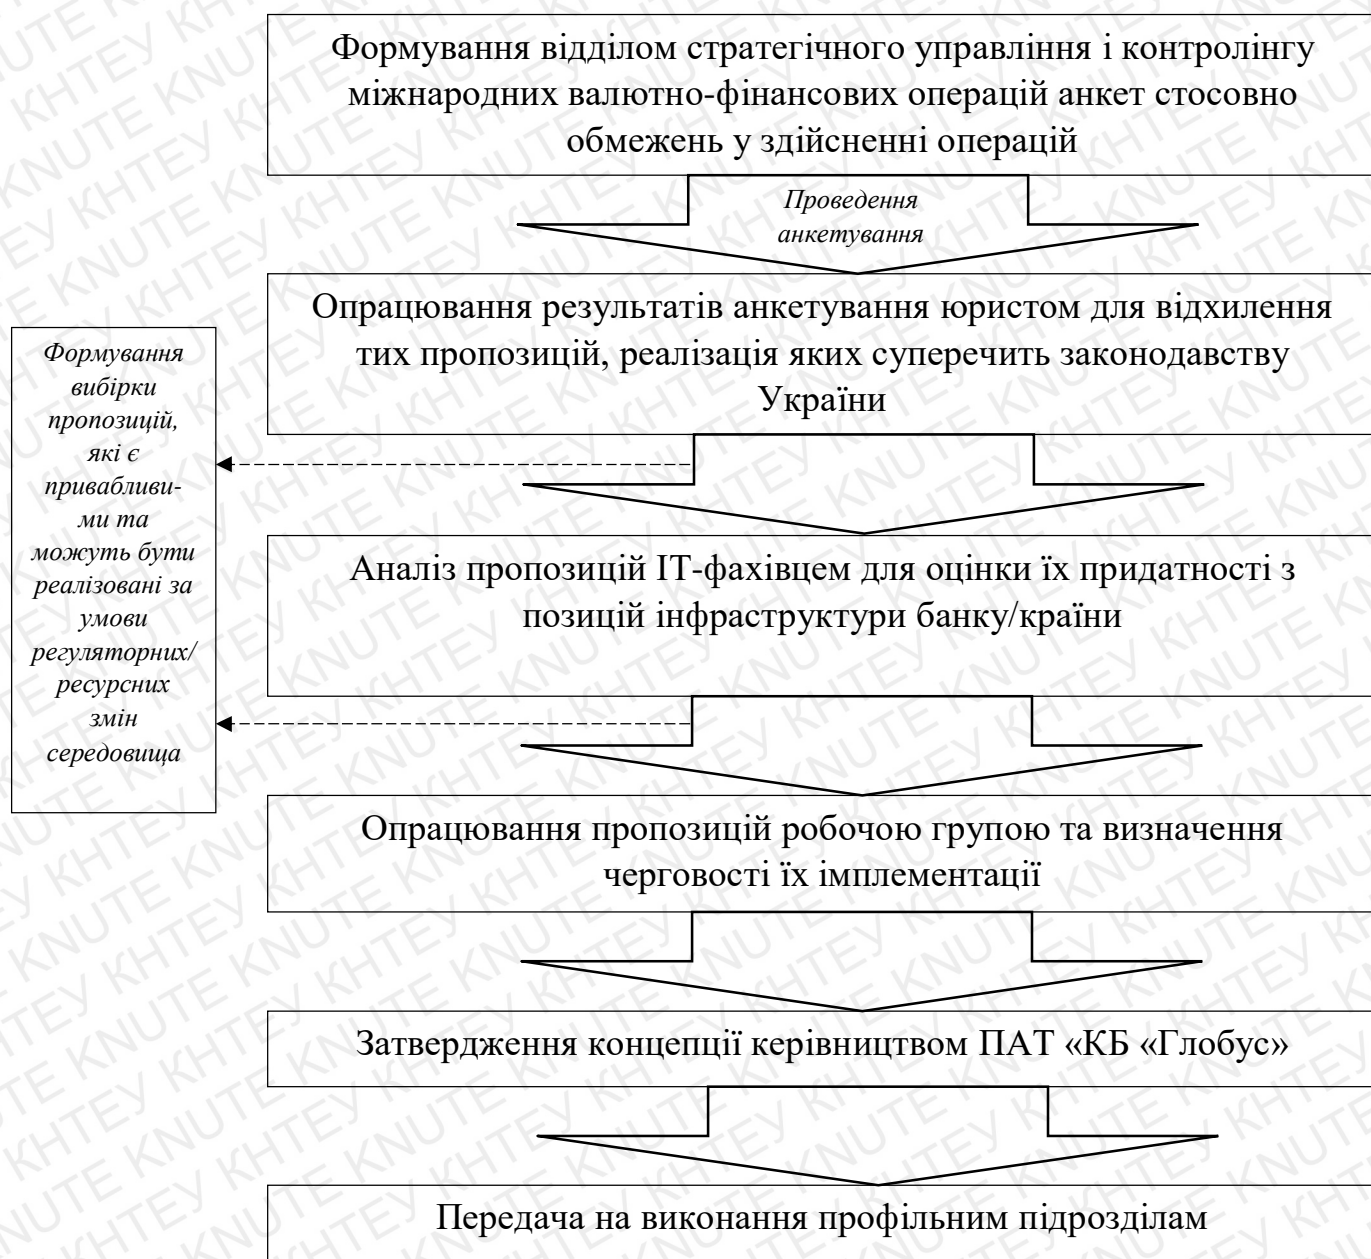 Формування відділом стратегічного управління і контролінгу
міжнародних валютно-фінансових операцій анкет стосовно
обмежень у здійсненні операцій
Проведення
анкетування
Опрацювання результатів анкетування юристом для відхилення
тих пропозицій, реалізація яких суперечить законодавству
України
Формування
вибірки
пропозицій,
які є
привабливи-
ми та
можуть бути
реалізовані за
умови
регуляторних/
ресурсних
змін
середовища
Аналіз пропозицій ІТ-фахівцем для оцінки їх придатності з
позицій інфраструктури банку/країни
Опрацювання пропозицій робочою групою та визначення
черговості їх імплементації
Затвердження концепції керівництвом ПАТ «КБ «Глобус»
Передача на виконання профільним підрозділам